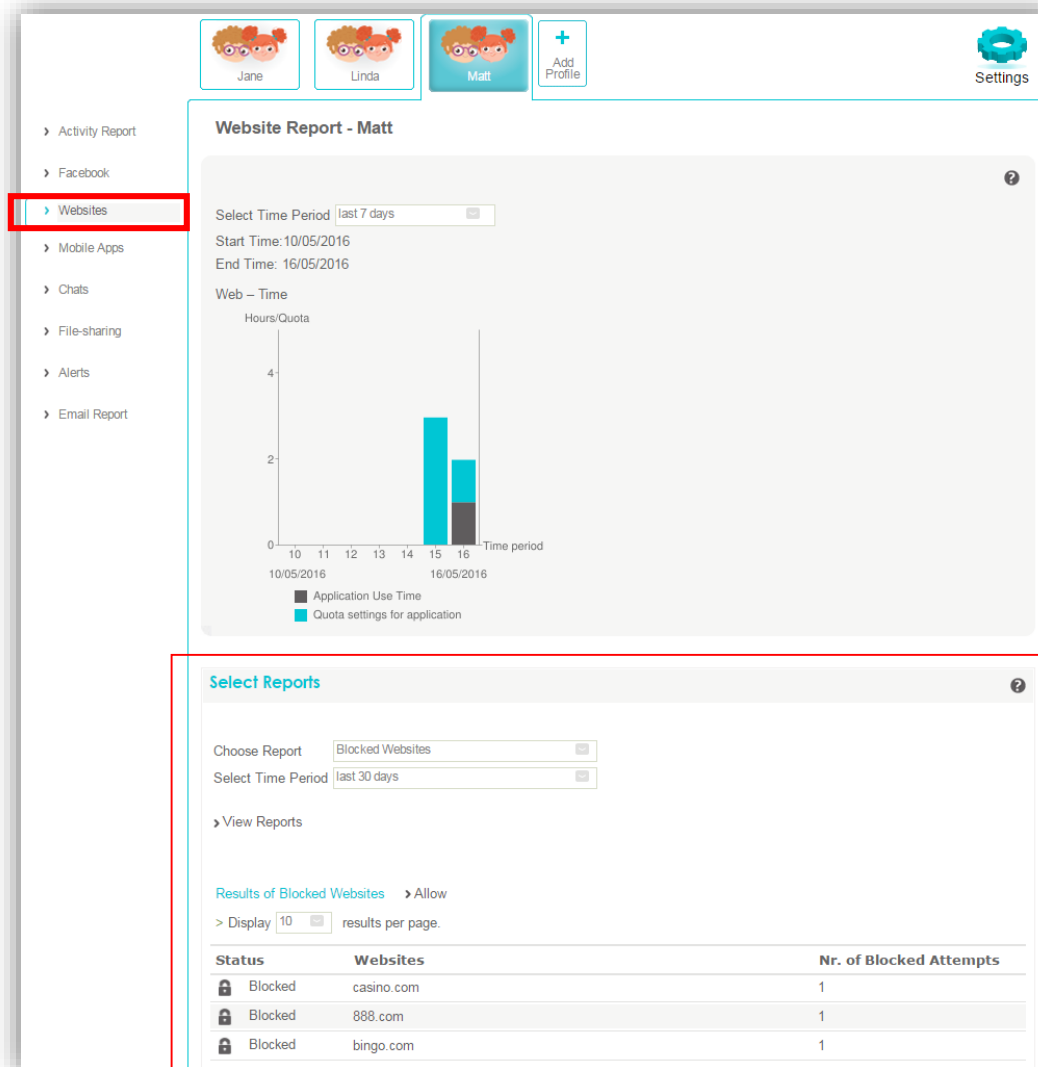 Jane Linda Matt + Add Profile
Settings
Activity Report
Facebook
Websites
Mobile Apps
Chats
File-sharing
Alerts
Email Report
Website Report - Matt
?
Select Time Period last 7 days
Start Time:10/05/2016
End Time: 16/05/2016
Web – Time
Hours/Quota
4
2
0
Time period
10 11 12 13 14 15 16
10/05/2016 16/05/2016
Application Use Time
Quota settings for application
Select Reports ?
Choose Report Blocked Websites
Select Time Period last 30 days
View Reports
Results of Blocked Websites Allow
> Display 10 results per page.
Status Websites Nr. of Blocked Attempts
Blocked casino.com 1
Blocked 888.com 1
Blocked bingo.com 1